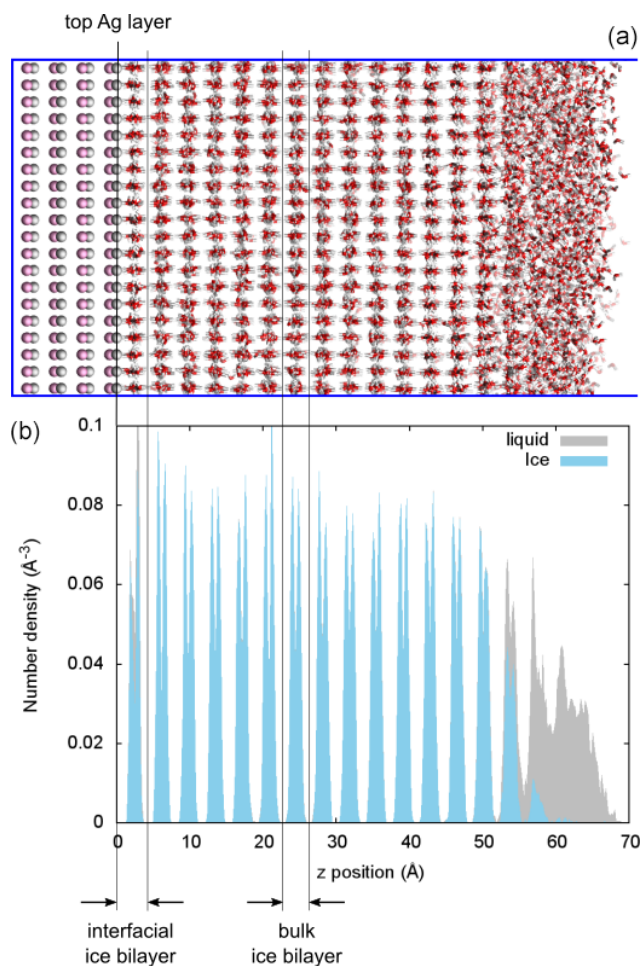 top Ag layer
(a)
(b)
0.1
0.08
0.06
0.04
0.02
0
Number density (Å⁻³)
liquid
Ice
0 10 20 30 40 50 60 70
z position (Å)
interfacial
ice bilayer
bulk
ice bilayer